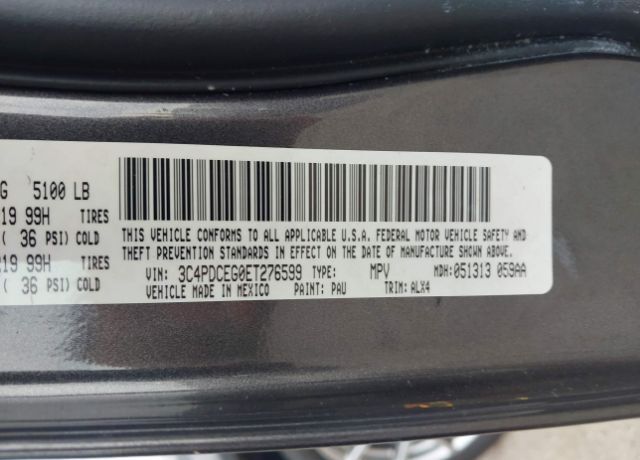 G 5100 LB
19 99H TIRES
( 36 PSI) COLD
19 99H TIRES
( 36 PSI) COLD
THIS VEHICLE CONFORMS TO ALL APPLICABLE U.S.A. FEDERAL MOTOR VEHICLE SAFETY AND
THEFT PREVENTION STANDARDS IN EFFECT ON THE DATE OF MANUFACTURE SHOWN ABOVE.
VIN: 3C4PDCEG0ET276599 TYPE: MPV MDH: 051313 059AA
VEHICLE MADE IN MEXICO PAINT: PAU TRIM: ALX4